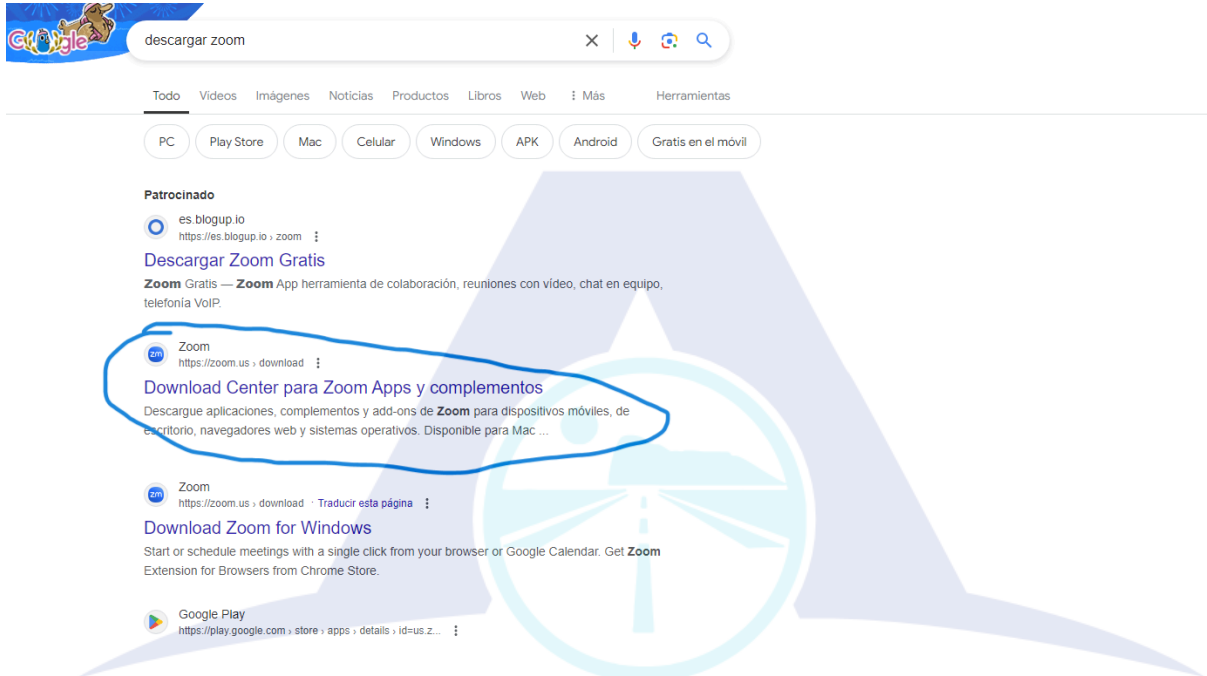 Google
descargar zoom
Todo Videos Imágenes Noticias Productos Libros Web Más Herramientas
PC Play Store Mac Celular Windows APK Android Gratis en el móvil
Patrocinado
es.blogup.io
https://es.blogup.io › zoom
Descargar Zoom Gratis
Zoom Gratis — Zoom App herramienta de colaboración, reuniones con vídeo, chat en equipo,
telefonía VoIP.
zm Zoom
https://zoom.us › download
Download Center para Zoom Apps y complementos
Descargue aplicaciones, complementos y add-ons de Zoom para dispositivos móviles, de
escritorio, navegadores web y sistemas operativos. Disponible para Mac ...
zm Zoom
https://zoom.us › download · Traducir esta página
Download Zoom for Windows
Start or schedule meetings with a single click from your browser or Google Calendar. Get Zoom
Extension for Browsers from Chrome Store.
Google Play
https://play.google.com › store › apps › details › id=us.z...